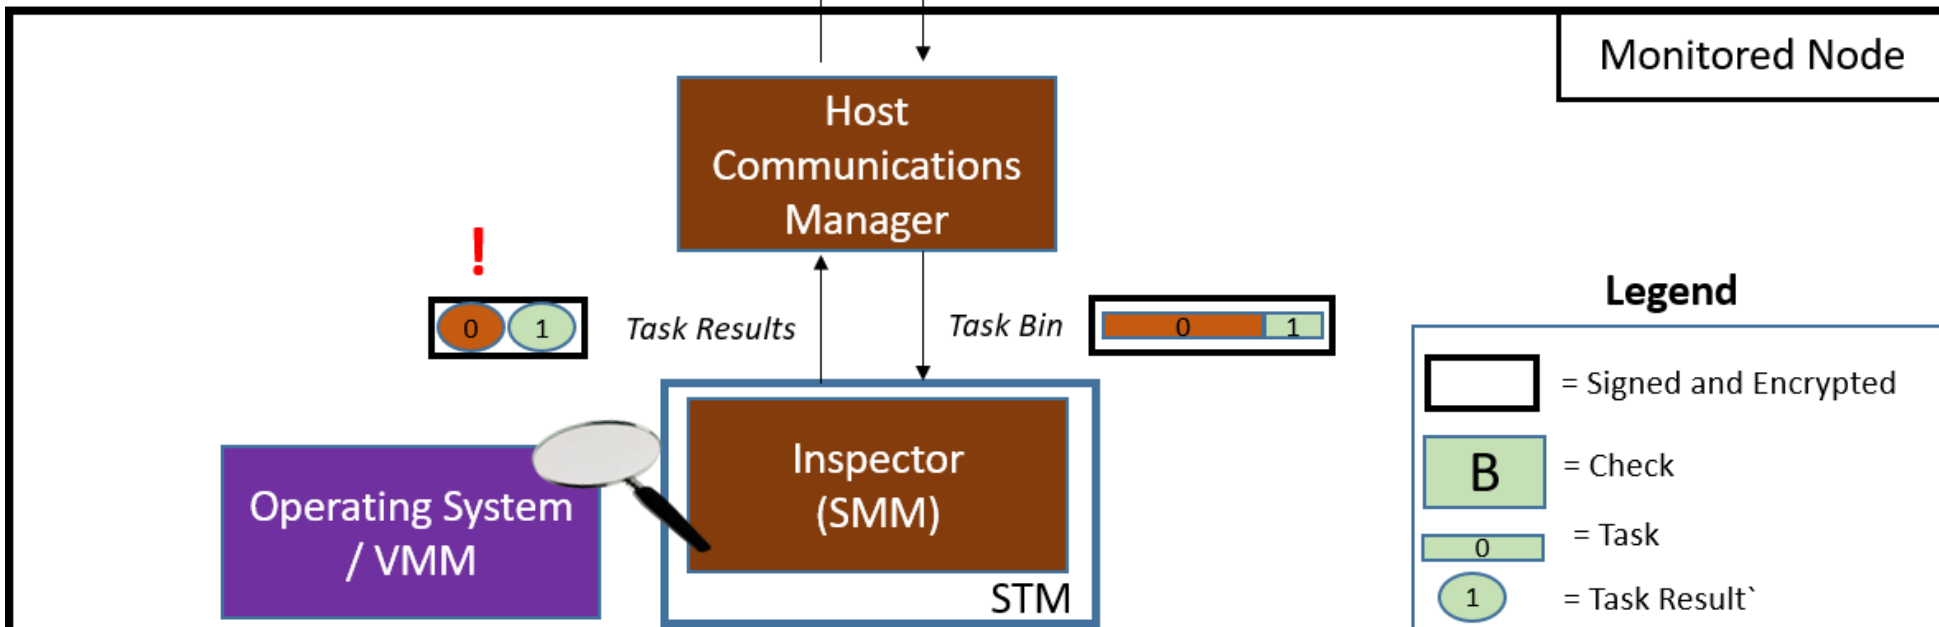 Monitored Node
Host
Communications
Manager
!
0 1
Task Results
Task Bin
0 1
Inspector
(SMM)
STM
Operating System
/ VMM
Legend
= Signed and Encrypted
B
= Check
0
= Task
1
= Task Result`